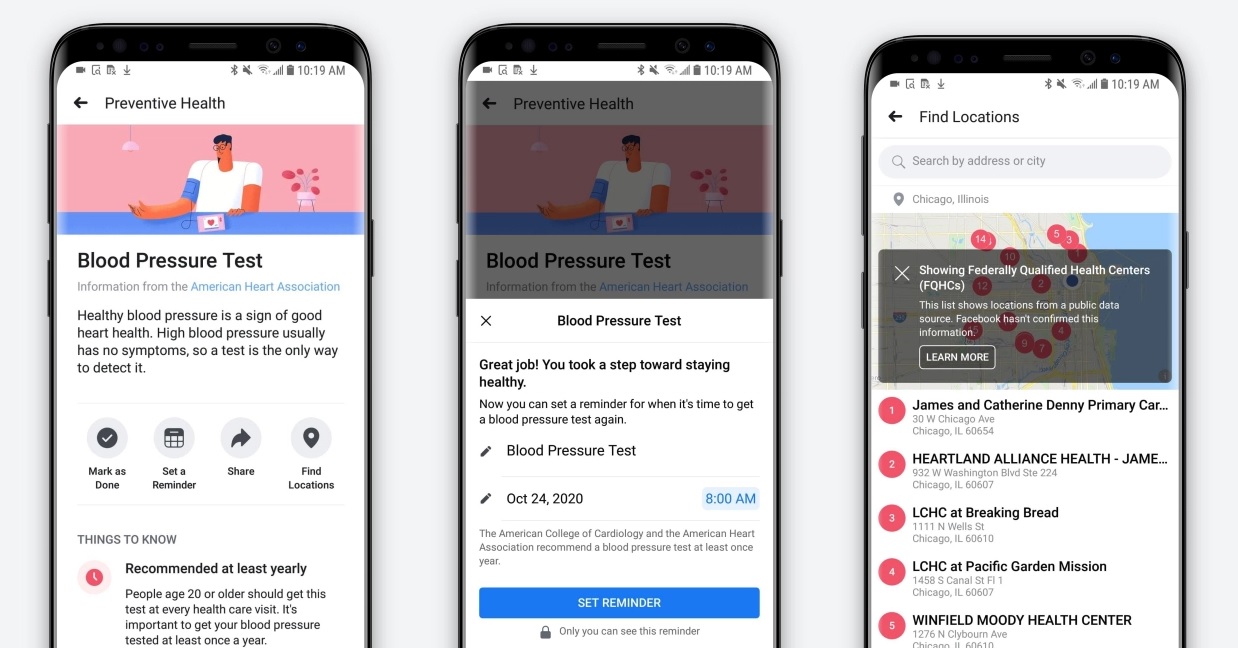 10:19 AM
Preventive Health
Blood Pressure Test
Information from the American Heart Association
Healthy blood pressure is a sign of good
heart health. High blood pressure usually
has no symptoms, so a test is the only way
to detect it.
Mark as
Done
Set a
Reminder
Share
Find
Locations
THINGS TO KNOW
Recommended at least yearly
People age 20 or older should get this
test at every health care visit. It's
important to get your blood pressure
tested at least once a year.
10:19 AM
Preventive Health
Blood Pressure Test
Information from the American Heart Association
Blood Pressure Test
Great job! You took a step toward staying
healthy.
Now you can set a reminder for when it's time to get
a blood pressure test again.
Blood Pressure Test
Oct 24, 2020 8:00 AM
The American College of Cardiology and the American Heart
Association recommend a blood pressure test at least once
year.
SET REMINDER
Only you can see this reminder
10:19 AM
Find Locations
Search by address or city
Chicago, Illinois
14
5
3
1
10
12
2
4
9
7
Showing Federally Qualified Health Centers
(FQHCs)
This list shows locations from a public data
source. Facebook hasn't confirmed this
information.
LEARN MORE
1 James and Catherine Denny Primary Car...
30 W Chicago Ave
Chicago, IL 60654
2 HEARTLAND ALLIANCE HEALTH - JAME...
932 W Washington Blvd Ste 224
Chicago, IL 60607
3 LCHC at Breaking Bread
1111 N Wells St
Chicago, IL 60610
4 LCHC at Pacific Garden Mission
1458 S Canal St Fl 1
Chicago, IL 60607
5 WINFIELD MOODY HEALTH CENTER
1276 N Clybourn Ave
Chicago, IL 60610